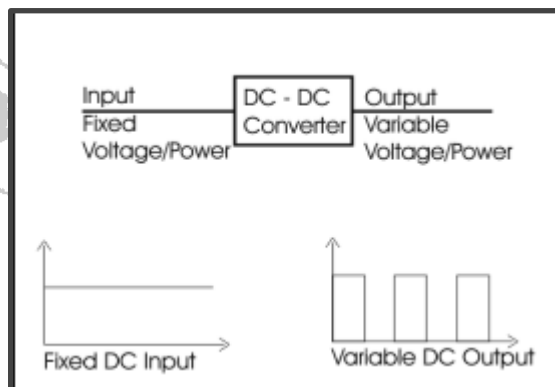 Input
Fixed
Voltage/Power
DC - DC
Converter
Output
Variable
Voltage/Power
Fixed DC Input
Variable DC Output